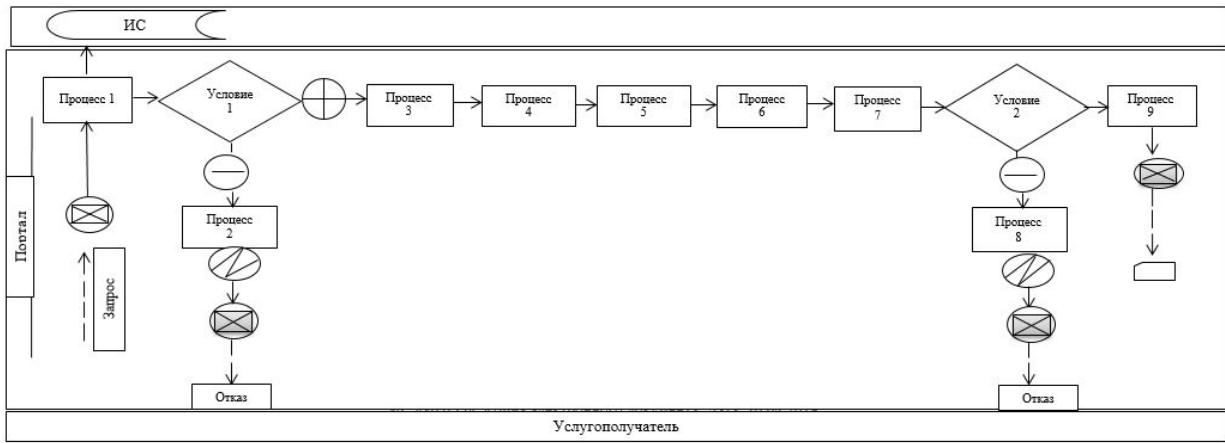 ИС
Процесс 1
Условие
1
Процесс
3
Процесс
4
Процесс
5
Процесс
6
Процесс
7
Условие
2
Процесс
9
Процесс
2
Процесс
8
Портал
Запрос
Отказ
Отказ
Услугополучатель